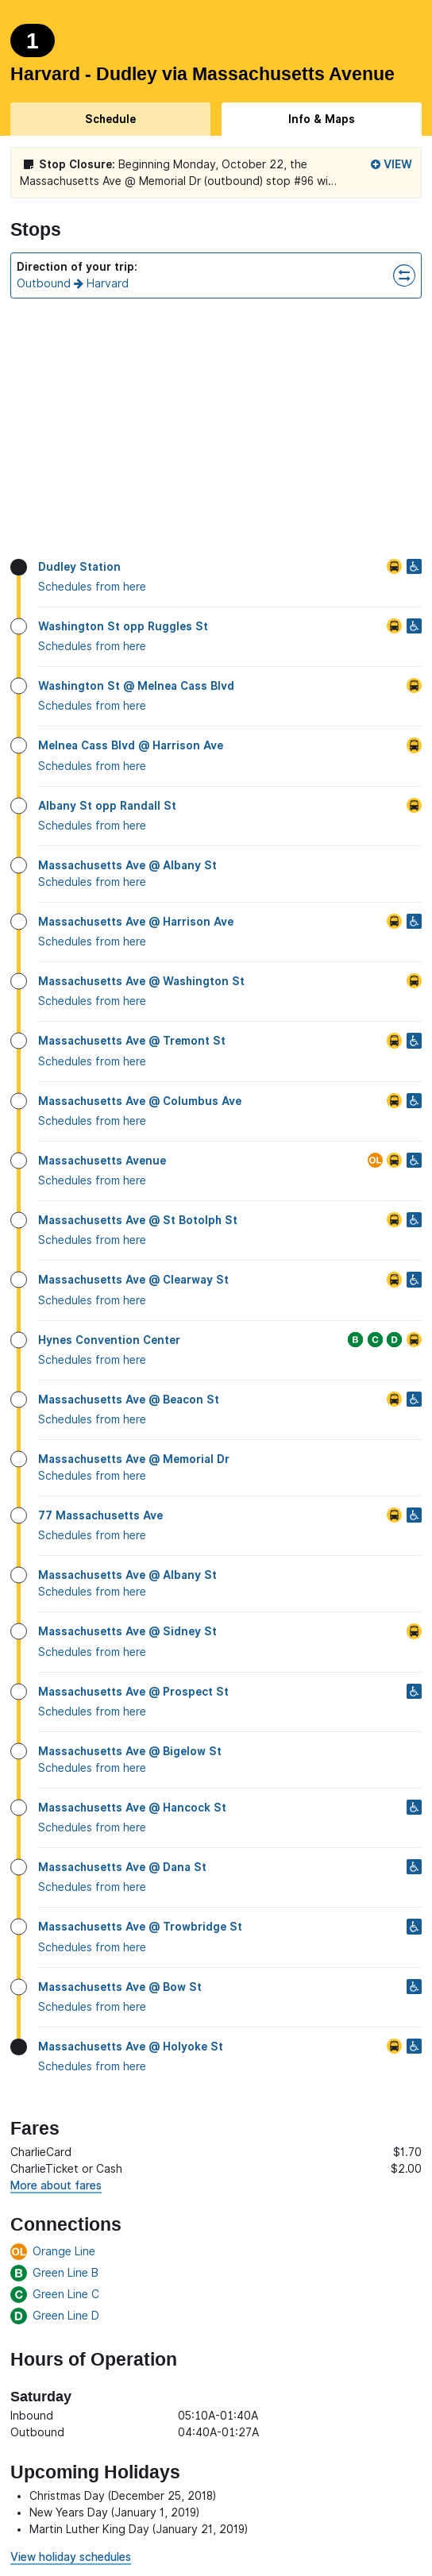 1
Harvard - Dudley via Massachusetts Avenue
Schedule
Info & Maps
Stop Closure: Beginning Monday, October 22, the
Massachusetts Ave @ Memorial Dr (outbound) stop #96 wi…
VIEW
Stops
Direction of your trip:
Outbound → Harvard
Dudley Station
Schedules from here
Washington St opp Ruggles St
Schedules from here
Washington St @ Melnea Cass Blvd
Schedules from here
Melnea Cass Blvd @ Harrison Ave
Schedules from here
Albany St opp Randall St
Schedules from here
Massachusetts Ave @ Albany St
Schedules from here
Massachusetts Ave @ Harrison Ave
Schedules from here
Massachusetts Ave @ Washington St
Schedules from here
Massachusetts Ave @ Tremont St
Schedules from here
Massachusetts Ave @ Columbus Ave
Schedules from here
Massachusetts Avenue OL
Schedules from here
Massachusetts Ave @ St Botolph St
Schedules from here
Massachusetts Ave @ Clearway St
Schedules from here
Hynes Convention Center B C D
Schedules from here
Massachusetts Ave @ Beacon St
Schedules from here
Massachusetts Ave @ Memorial Dr
Schedules from here
77 Massachusetts Ave
Schedules from here
Massachusetts Ave @ Albany St
Schedules from here
Massachusetts Ave @ Sidney St
Schedules from here
Massachusetts Ave @ Prospect St
Schedules from here
Massachusetts Ave @ Bigelow St
Schedules from here
Massachusetts Ave @ Hancock St
Schedules from here
Massachusetts Ave @ Dana St
Schedules from here
Massachusetts Ave @ Trowbridge St
Schedules from here
Massachusetts Ave @ Bow St
Schedules from here
Massachusetts Ave @ Holyoke St
Schedules from here
Fares
CharlieCard $1.70
CharlieTicket or Cash $2.00
More about fares
Connections
OL Orange Line
B Green Line B
C Green Line C
D Green Line D
Hours of Operation
Saturday
Inbound 05:10A-01:40A
Outbound 04:40A-01:27A
Upcoming Holidays
• Christmas Day (December 25, 2018)
• New Years Day (January 1, 2019)
• Martin Luther King Day (January 21, 2019)
View holiday schedules